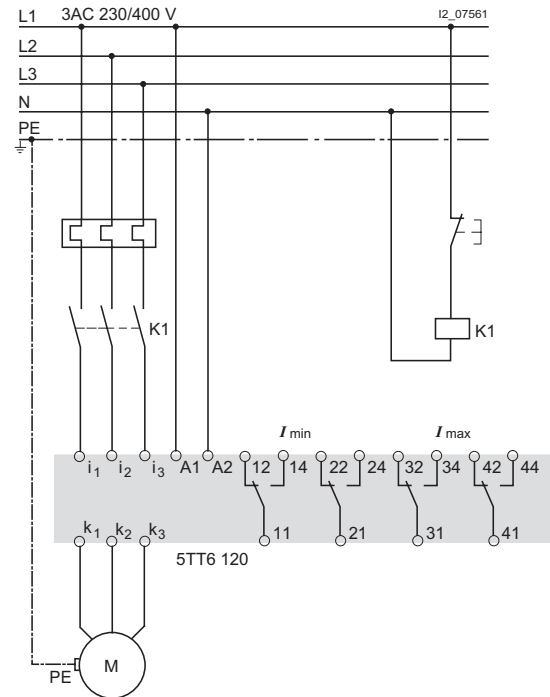 L1 3AC 230/400 V I2_07561
L2
L3
N
PE
K1 K1
I min I max
i1 i2 i3 A1 A2 12 14 22 24 32 34 42 44
k1 k2 k3 11 21 31 41
5TT6 120
M
PE